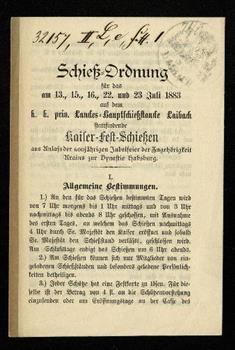 32157, II, L, e, fif. 1
Schieß-Ordnung
für das
am 13., 15., 16., 22. und 23 Juli 1883
auf dem
k. k. priv. Landes-Hauptschießstande Laibach
stattfindende
Kaiser-Fest-Schießen
aus Anlass der 600jährigen Jubelfeier der Angehörigkeit
Krains zur Dynastie Habsburg.
I.
Allgemeine Bestimmungen.
1.) An den für das Schießen bestimmten Tagen wird
von 7 Uhr morgens bis 1 Uhr mittags und von 3 Uhr
nachmittags bis abends 8 Uhr geschossen, mit Ausnahme
des ersten Tages, an welchem das Schießen nachmittags
4 Uhr durch Se. Majestät den Kaiser eröffnet und sobald
Se. Majestät den Schießstand verläßt, geschlossen wird.
Am Schlußtage endigt das Schießen um 6 Uhr abends.
2.) Am Schießen können sich nur Mitglieder von ein-
geladenen Schießständen und besonders geladene Persönlich-
keiten betheiligen.
3.) Jeder Schütze hat eine Festkarte zu lösen. Für die-
selbe ist der Betrag von 4 fl. an die Schützenvorstehung
einzusenden oder am Eröffnungstage an der Casse des